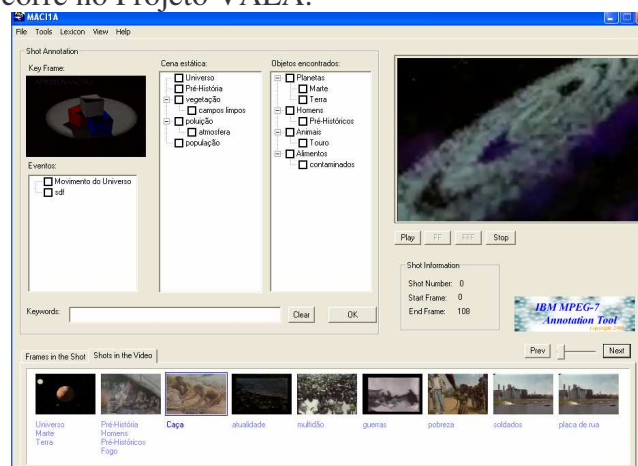 corre no Projeto VALA.
MACI1A
File Tools Lexicon View Help
Shot Annotation
Key Frame:
Cena estática:
Universo
Pré-História
vegetação
campos limpos
poluição
atmosfera
população
Objetos encontrados:
Planetas
Marte
Terra
Homens
Pré-Históricos
Animais
Touro
Alimentos
contaminados
Eventos:
Movimento do Universo
sdf
Play FF FFF Stop
Shot Information
Shot Number: 0
Start Frame: 0
End Frame: 108
IBM MPEG-7
Annotation Tool
Keywords:
Clear OK
Prev Next
Frames in the Shot Shots in the Video
Universo
Marte
Terra
Pré-História
Homens
Pré-Históricos
Fogo
Caça
atualidade
multidão
guerras
pobreza
soldados
placa de rua